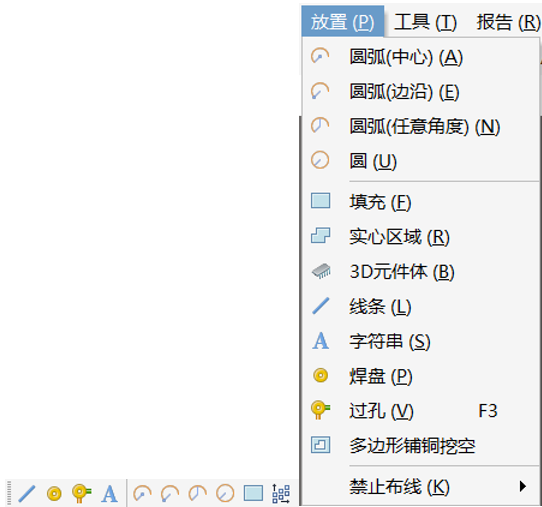 放置 (P) 工具 (T) 报告 (R)
圆弧(中心) (A)
圆弧(边沿) (E)
圆弧(任意角度) (N)
圆 (U)
填充 (F)
实心区域 (R)
3D元件体 (B)
线条 (L)
A 字符串 (S)
焊盘 (P)
过孔 (V) F3
多边形铺铜挖空
禁止布线 (K)
A